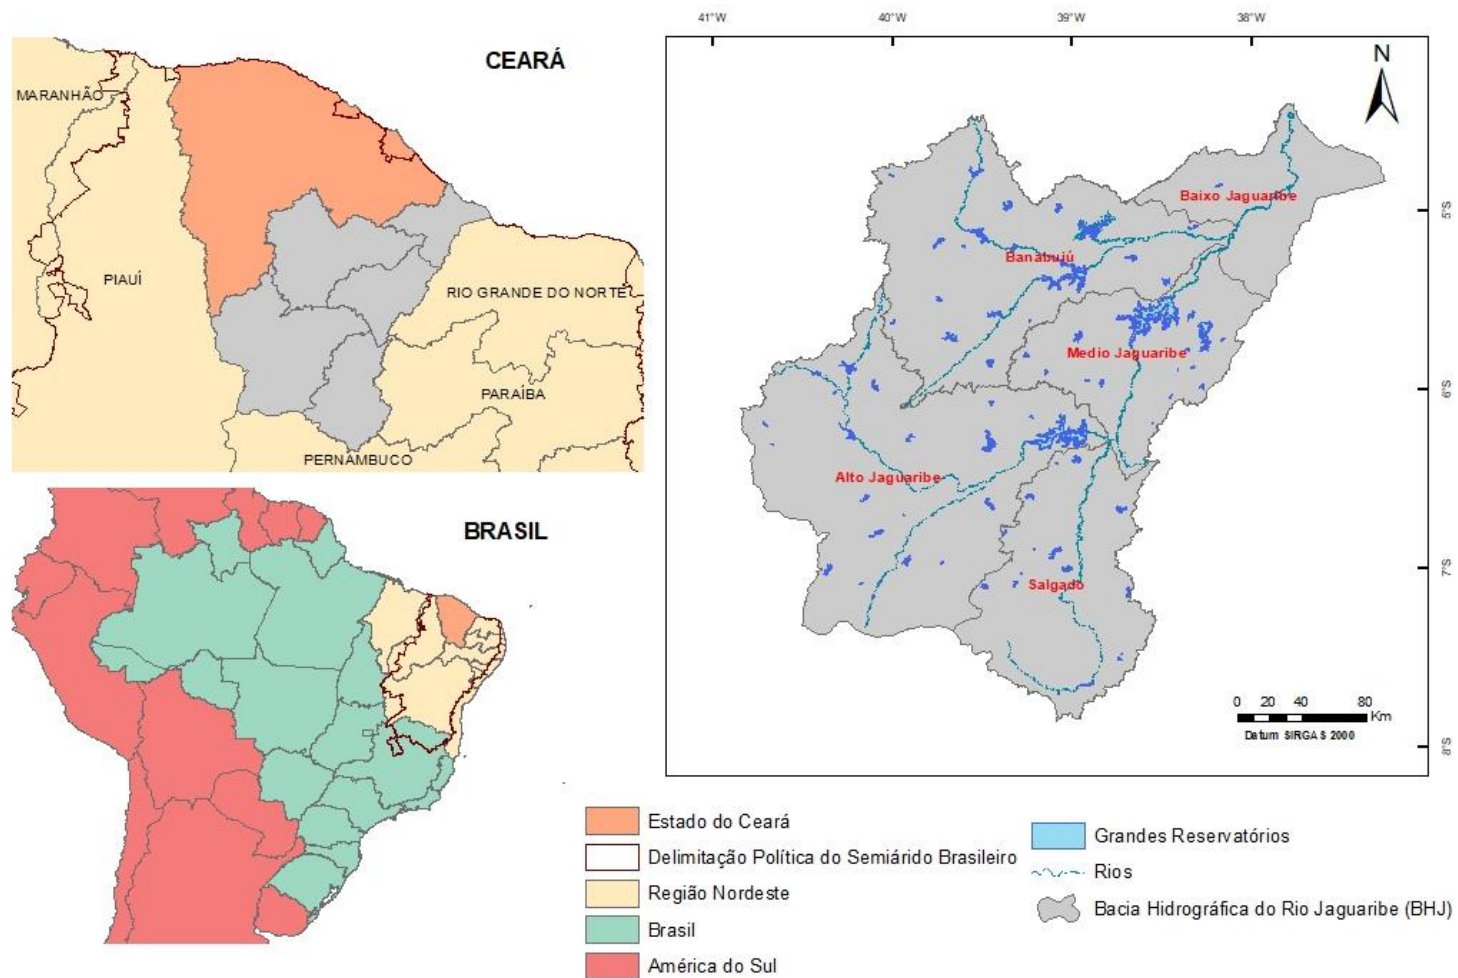 CEARÁ
MARANHÃO
PIAUÍ
RIO GRANDE DO NORTE
PARAÍBA
PERNAMBUCO
BRASIL
41°W
40°W
39°W
38°W
N
5°S
6°S
7°S
8°S
Baixo Jaguaribe
Banabujú
Medio Jaguaribe
Alto Jaguaribe
Salgado
0 20 40 80
Km
Datum SIRGAS 2000
Estado do Ceará
Delimitação Política do Semiárido Brasileiro
Região Nordeste
Brasil
América do Sul
Grandes Reservatórios
Rios
Bacia Hidrográfica do Rio Jaguaribe (BHJ)